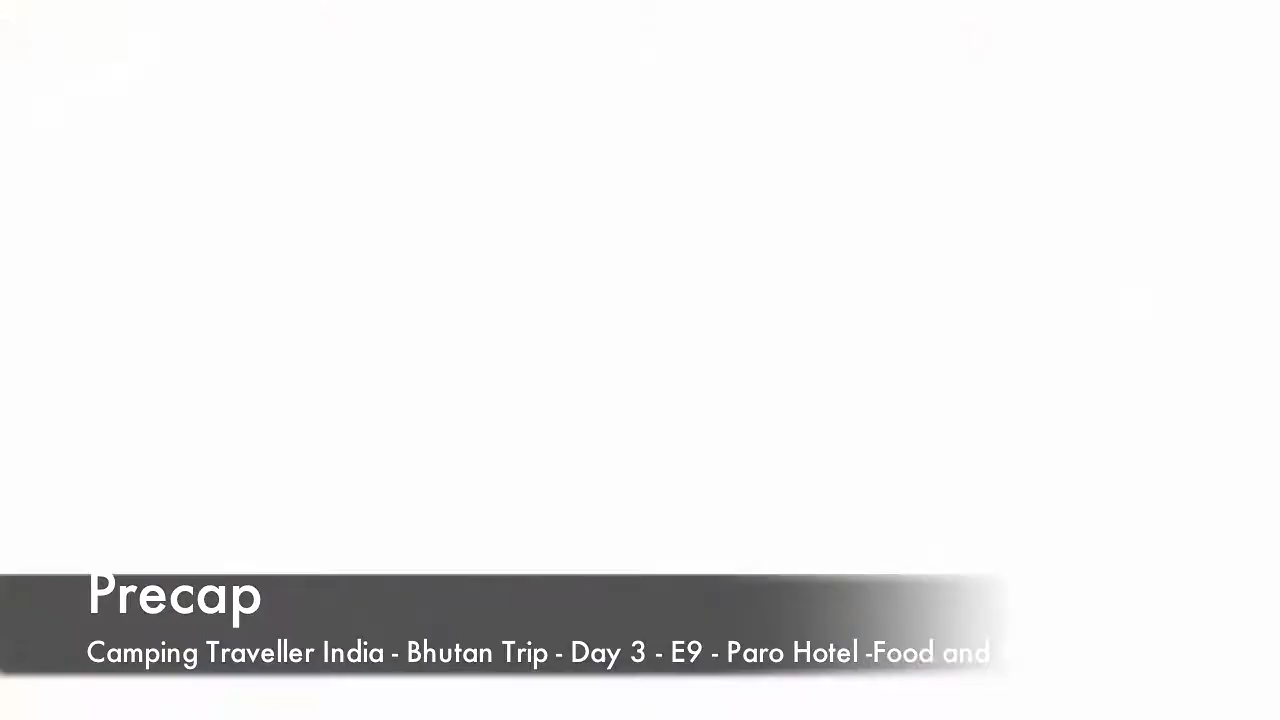 Precap
Camping Traveller India - Bhutan Trip - Day 3 - E9 - Paro Hotel -Food and